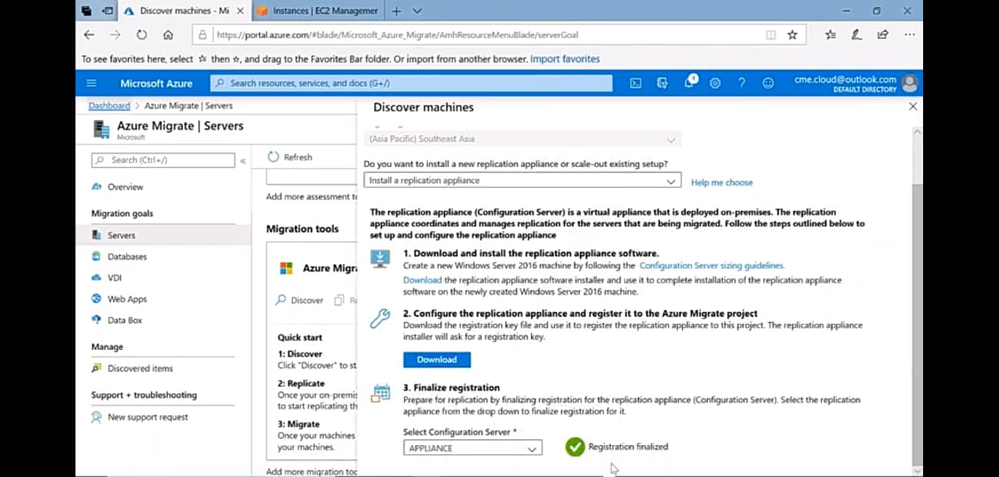 Discover machines - Mi
Instances | EC2 Managemer
https://portal.azure.com/#blade/Microsoft_Azure_Migrate/AmhResourceMenuBlade/serverGoal
To see favorites here, select ☆ then ☆, and drag to the Favorites Bar folder. Or import from another browser. Import favorites
Microsoft Azure
Search resources, services, and docs (G+/)
4
cme.cloud@outlook.com
DEFAULT DIRECTORY
Dashboard > Azure Migrate | Servers
Azure Migrate | Servers
Microsoft
Search (Ctrl+/)
Overview
Migration goals
Servers
Databases
VDI
Web Apps
Data Box
Manage
Discovered items
Support + troubleshooting
New support request
Refresh
Add more assessment to
Migration tools
Azure Migra
Discover
Quick start
1: Discover
Click "Discover" to st
2: Replicate
Once your on-premis
to start replicating th
3: Migrate
Once your machines
your machines.
Add more migration too
Discover machines
(Asia Pacific) Southeast Asia
Do you want to install a new replication appliance or scale-out existing setup?
Install a replication appliance
Help me choose
The replication appliance (Configuration Server) is a virtual appliance that is deployed on-premises. The replication
appliance coordinates and manages replication for the servers that are being migrated. Follow the steps outlined below to
set up and configure the replication appliance
1. Download and install the replication appliance software.
Create a new Windows Server 2016 machine by following the Configuration Server sizing guidelines.
Download the replication appliance software installer and use it to complete installation of the replication appliance
software on the newly created Windows Server 2016 machine.
2. Configure the replication appliance and register it to the Azure Migrate project
Download the registration key file and use it to register the replication appliance to this project. The replication appliance
installer will ask for a registration key.
Download
3. Finalize registration
Prepare for replication by finalizing registration for the replication appliance (Configuration Server). Select the replication
appliance from the drop down to finalize registration for it.
Select Configuration Server *
APPLIANCE
Registration finalized